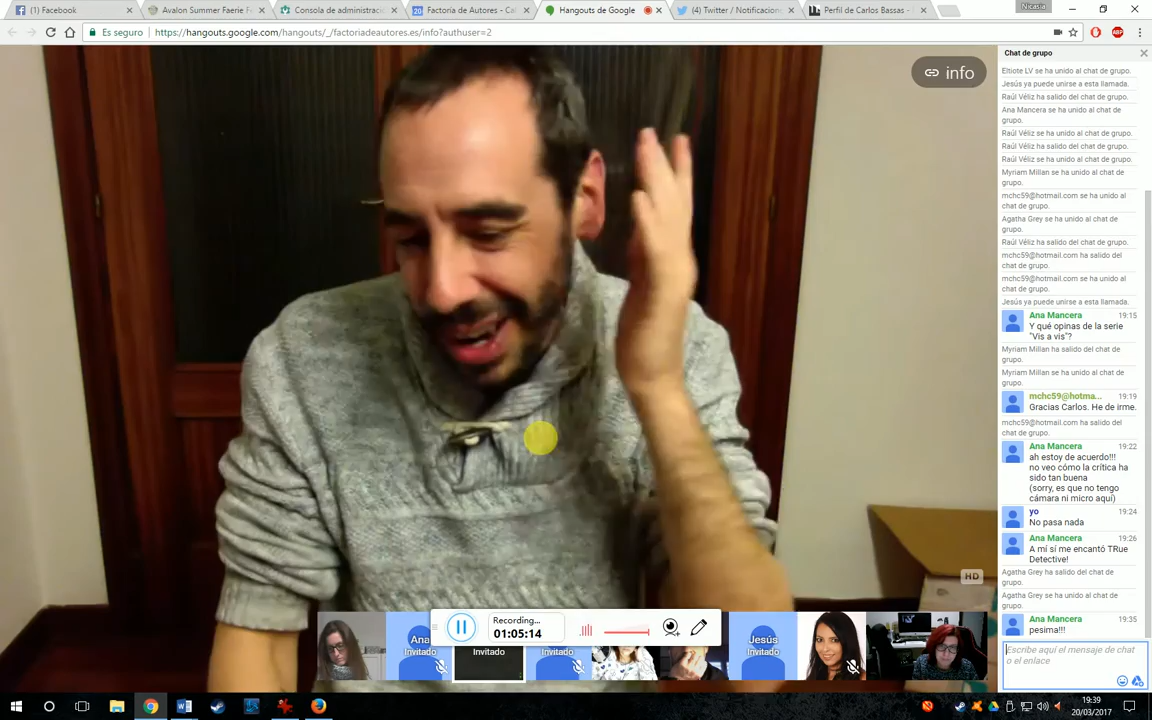 (1) Facebook
Avalon Summer Faerie F
Consola de administrac
Factoría de Autores - Cal
Hangouts de Google
(4) Twitter / Notificacion
Perfil de Carlos Bassas -
Nicasia
Es seguro
https://hangouts.google.com/hangouts/_/factoriadeautores.es/info?authuser=2
ABP
info
Chat de grupo
Eltiote LV se ha unido al chat de grupo.
Jesús ya puede unirse a esta llamada.
Raúl Véliz ha salido del chat de grupo.
Ana Mancera se ha unido al chat de
grupo.
Raúl Véliz se ha unido al chat de grupo.
Raúl Véliz ha salido del chat de grupo.
Raúl Véliz se ha unido al chat de grupo.
Myriam Millan se ha unido al chat de
grupo.
mchc59@hotmail.com se ha unido al
chat de grupo.
Agatha Grey se ha unido al chat de
grupo.
Raúl Véliz ha salido del chat de grupo.
mchc59@hotmail.com ha salido del
chat de grupo.
mchc59@hotmail.com se ha unido al
chat de grupo.
Jesús ya puede unirse a esta llamada.
Ana Mancera 19:15
Y qué opinas de la serie
"Vis a vis"?
Myriam Millan ha salido del chat de
grupo.
Myriam Millan se ha unido al chat de
grupo.
mchc59@hotma... 19:19
Gracias Carlos. He de irme.
mchc59@hotmail.com ha salido del
chat de grupo.
Ana Mancera 19:22
ah estoy de acuerdo!!!
no veo cómo la crítica ha
sido tan buena
(sorry, es que no tengo
cámara ni micro aquí)
yo 19:24
No pasa nada
Ana Mancera 19:26
A mí sí me encantó TRue
Detective!
Agatha Grey ha salido del chat de
grupo.
Agatha Grey se ha unido al chat de
grupo.
Ana Mancera 19:35
pesima!!!
Escribe aquí el mensaje de chat
o el enlace
HD
Recording...
01:05:14
Ana
Invitado
Invitado
Invitado
Jesús
Invitado
19:39
20/03/2017